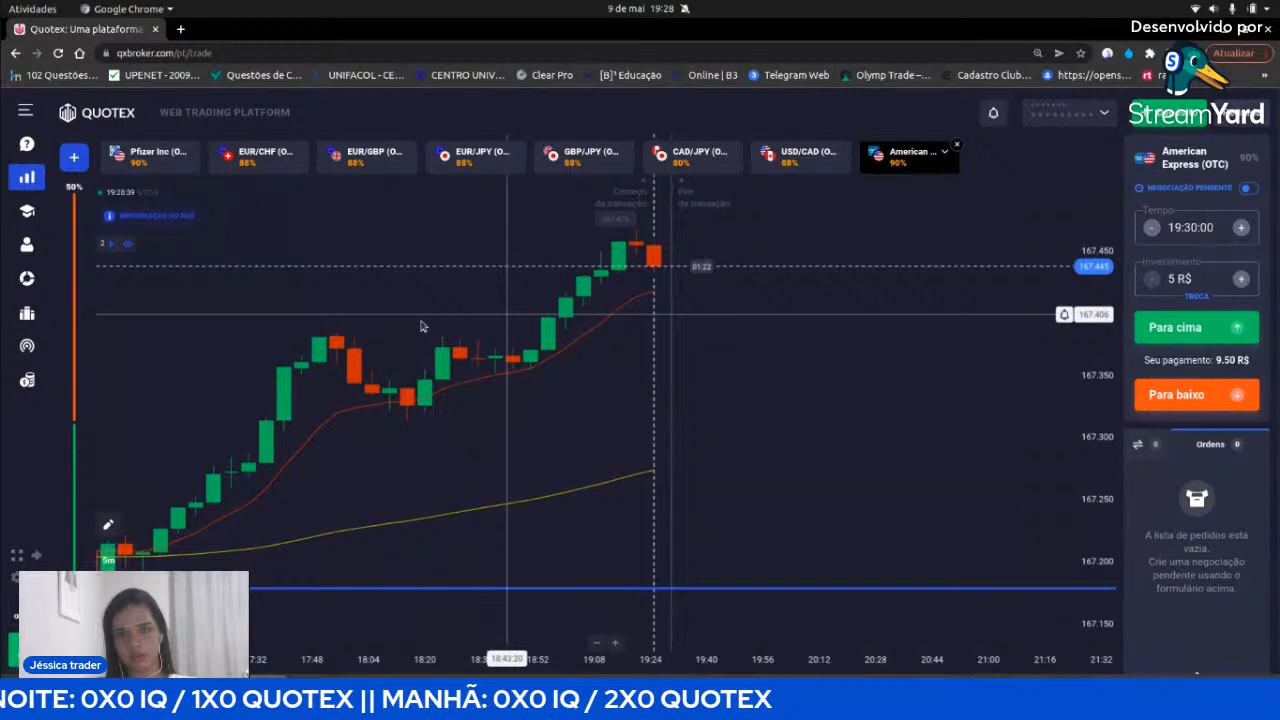 Atividades
Google Chrome
9 de mai 19:28
Quotex: Uma plataforma
Desenvolvido por
qxbroker.com/pt/trade
Atualizar
102 Questões...
UPENET - 2009...
Questões de C...
UNIFACOL - CE...
CENTRO UNIV...
Clear Pro
[B]³ Educação
Online | B3
Telegram Web
Olymp Trade –...
Cadastro Club...
https://opens...
StreamYard
QUOTEX
WEB TRADING PLATFORM
50%
Pfizer Inc (O...
90%
EUR/CHF (O...
88%
EUR/GBP (O...
88%
EUR/JPY (O...
88%
GBP/JPY (O...
88%
CAD/JPY (O...
80%
USD/CAD (O...
88%
American ...
90%
American
Express (OTC)
90%
19:28:39
NEGOCIAÇÃO PENDENTE
Começo
da transação
Fim
da transação
2
Tempo
19:30:00
01:22
167.450
167.445
167.406
167.350
167.300
167.250
167.200
167.150
Investimento
5 R$
TROCA
Para cima
Seu pagamento: 9.50 R$
Para baixo
0
Ordens 0
A lista de pedidos está
vazia.
Crie uma negociação
pendente usando o
formulário acima.
5m
17:48
18:04
18:20
18:43:20
18:52
19:08
19:24
19:40
19:56
20:12
20:28
20:44
21:00
21:16
21:32
Jéssica trader
NOITE: 0X0 IQ / 1X0 QUOTEX || MANHÃ: 0X0 IQ / 2X0 QUOTEX